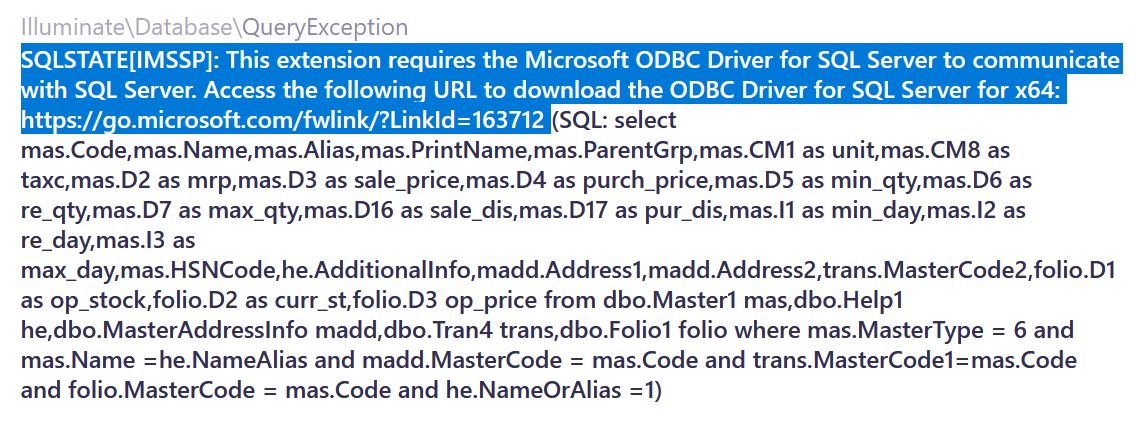 Illuminate\Database\QueryException
SQLSTATE[IMSSP]: This extension requires the Microsoft ODBC Driver for SQL Server to communicate
with SQL Server. Access the following URL to download the ODBC Driver for SQL Server for x64:
https://go.microsoft.com/fwlink/?LinkId=163712 (SQL: select
mas.Code,mas.Name,mas.Alias,mas.PrintName,mas.ParentGrp,mas.CM1 as unit,mas.CM8 as
taxc,mas.D2 as mrp,mas.D3 as sale_price,mas.D4 as purch_price,mas.D5 as min_qty,mas.D6 as
re_qty,mas.D7 as max_qty,mas.D16 as sale_dis,mas.D17 as pur_dis,mas.I1 as min_day,mas.I2 as
re_day,mas.I3 as
max_day,mas.HSNCode,he.AdditionalInfo,madd.Address1,madd.Address2,trans.MasterCode2,folio.D1
as op_stock,folio.D2 as curr_st,folio.D3 op_price from dbo.Master1 mas,dbo.Help1
he,dbo.MasterAddressInfo madd,dbo.Tran4 trans,dbo.Folio1 folio where mas.MasterType = 6 and
mas.Name =he.NameAlias and madd.MasterCode = mas.Code and trans.MasterCode1=mas.Code
and folio.MasterCode = mas.Code and he.NameOrAlias =1)